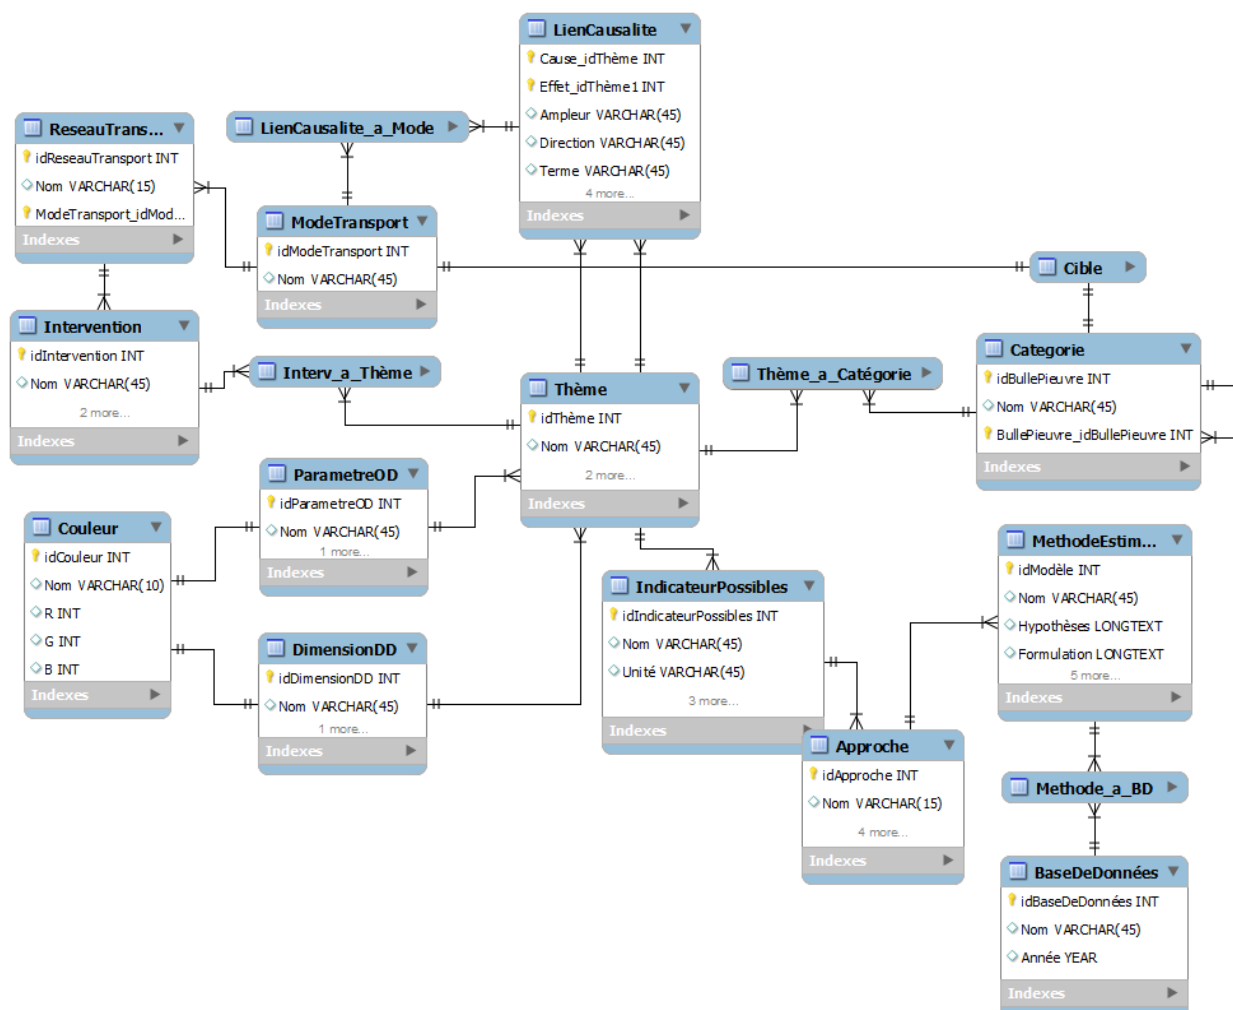 LienCausalite
Cause_idThème INT
Effet_idThème1 INT
Ampleur VARCHAR(45)
Direction VARCHAR(45)
Terme VARCHAR(45)
4 more...
Indexes
LienCausalite_a_Mode
ReseauTrans...
idReseauTransport INT
Nom VARCHAR(15)
ModeTransport_idMod...
Indexes
ModeTransport
idModeTransport INT
Nom VARCHAR(45)
Indexes
Cible
Intervention
idIntervention INT
Nom VARCHAR(45)
2 more...
Indexes
Interv_a_Thème
Thème
idThème INT
Nom VARCHAR(45)
2 more...
Indexes
Thème_a_Catégorie
Categorie
idBullePieuvre INT
Nom VARCHAR(45)
BullePieuvre_idBullePieuvre INT
Indexes
ParametreOD
idParametreOD INT
Nom VARCHAR(45)
1 more...
Indexes
Couleur
idCouleur INT
Nom VARCHAR(10)
R INT
G INT
B INT
Indexes
DimensionDD
idDimensionDD INT
Nom VARCHAR(45)
1 more...
Indexes
IndicateurPossibles
idIndicateurPossibles INT
Nom VARCHAR(45)
Unité VARCHAR(45)
3 more...
Indexes
MethodeEstim...
idModèle INT
Nom VARCHAR(45)
Hypothèses LONGTEXT
Formulation LONGTEXT
5 more...
Indexes
Approche
idApproche INT
Nom VARCHAR(15)
4 more...
Indexes
Methode_a_BD
BaseDeDonnées
idBaseDeDonnées INT
Nom VARCHAR(45)
Année YEAR
Indexes